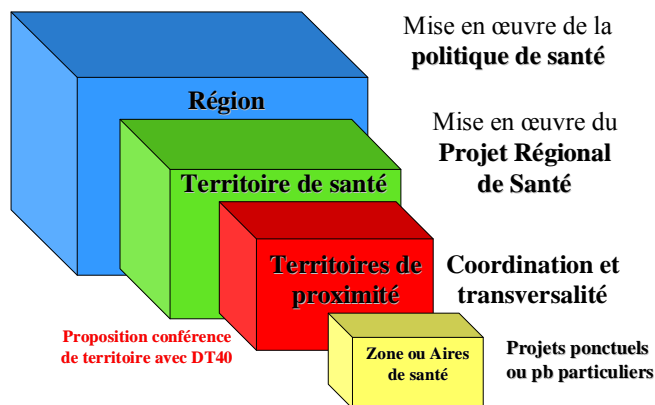 Mise en œuvre de la
politique de santé
Région
Mise en œuvre du
Projet Régional
de Santé
Territoire de santé
Territoires de
proximité
Coordination et
transversalité
Proposition conférence
de territoire avec DT40
Zone ou Aires
de santé
Projets ponctuels
ou pb particuliers